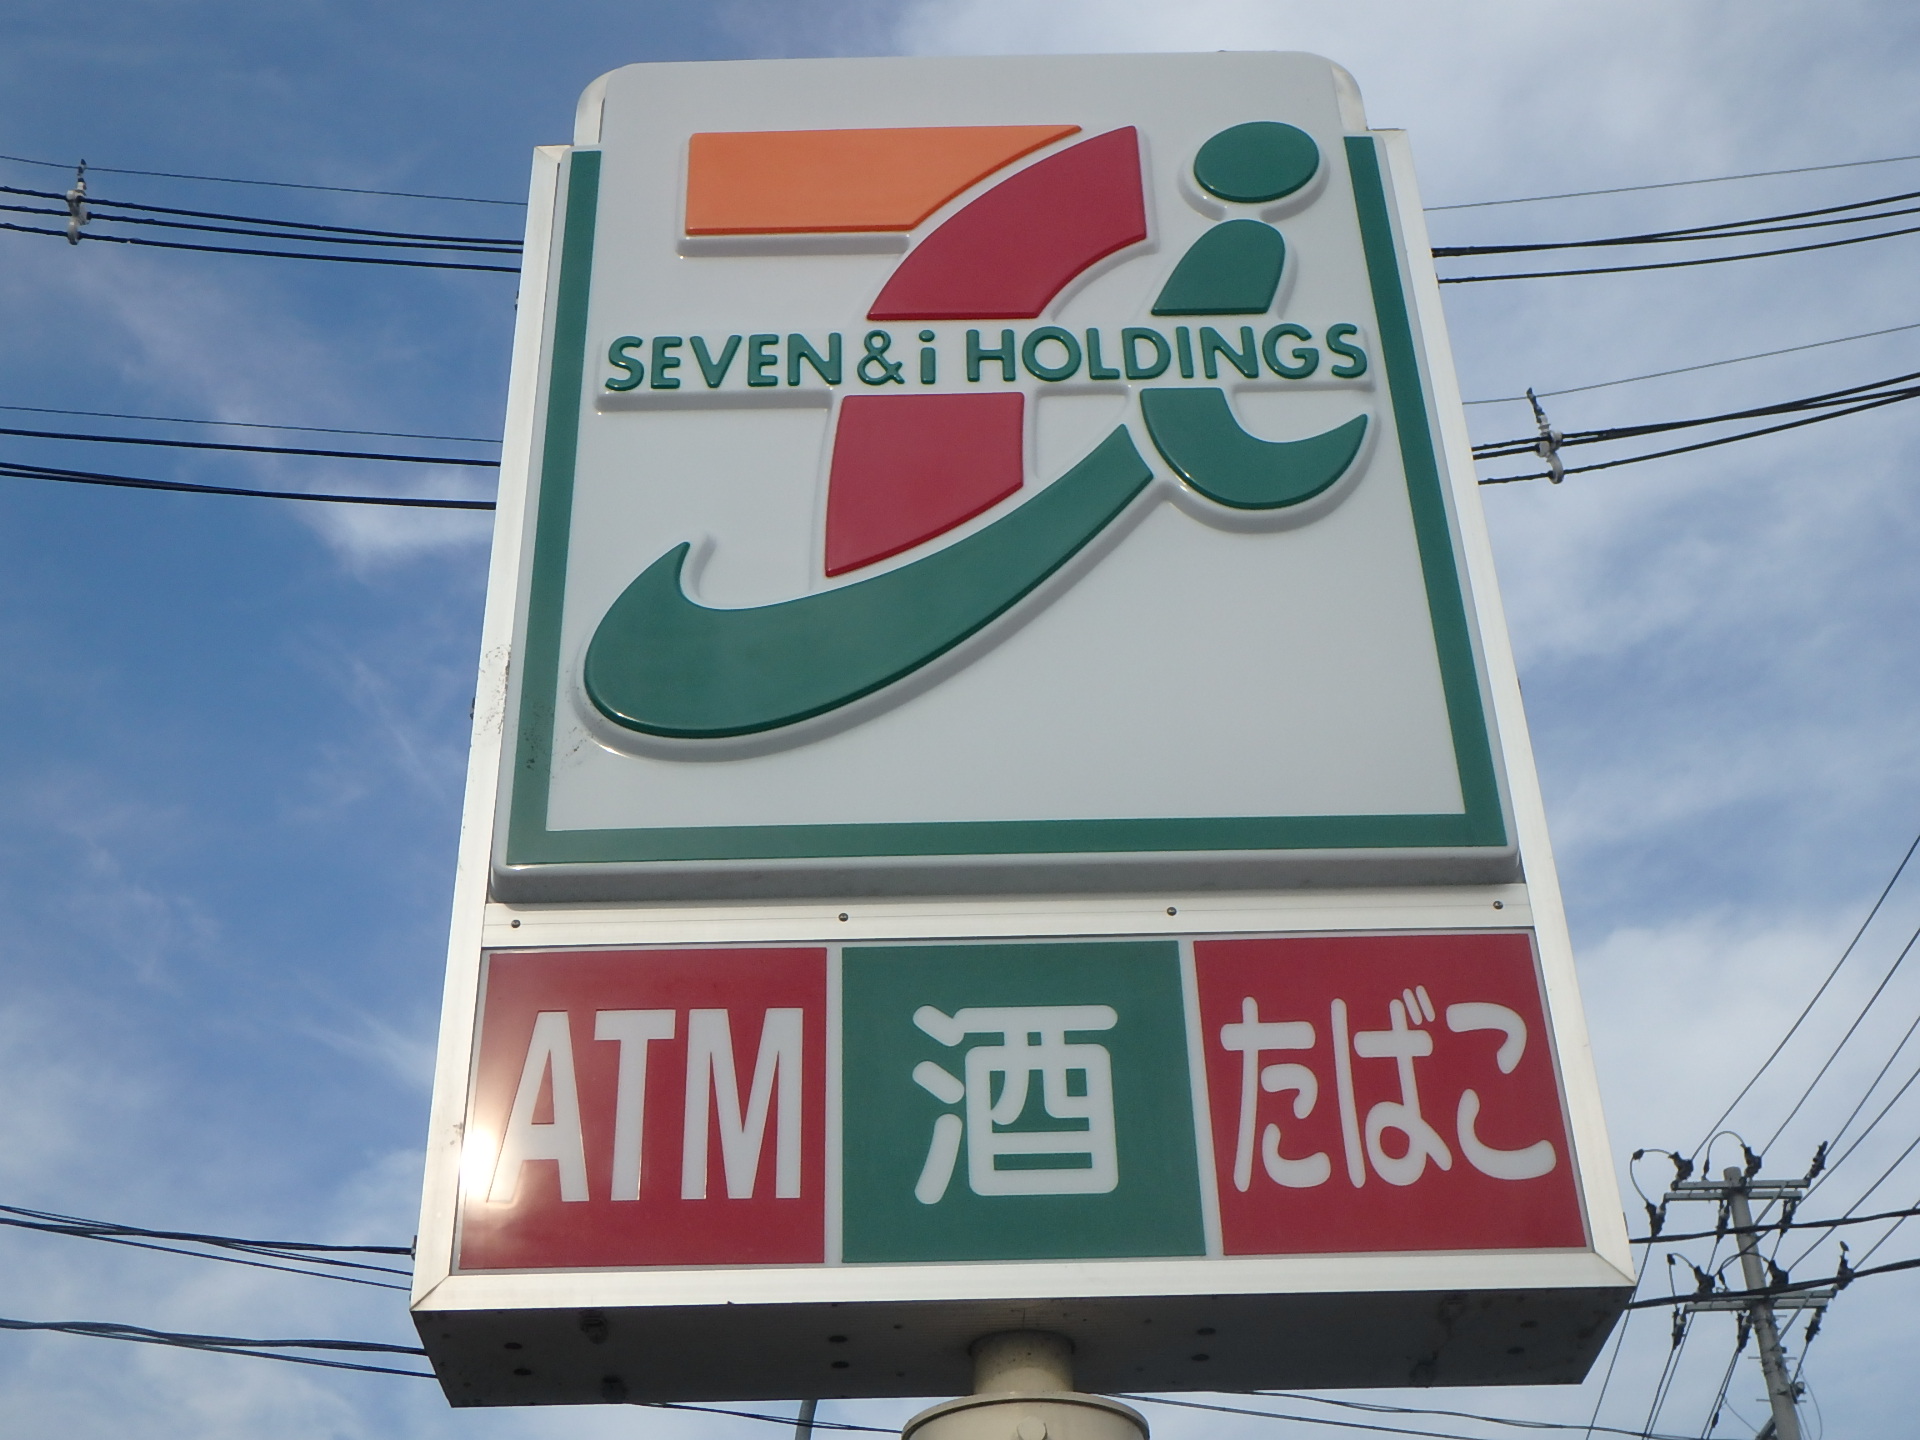 SEVEN & i HOLDINGS
ATM 酒 たばこ